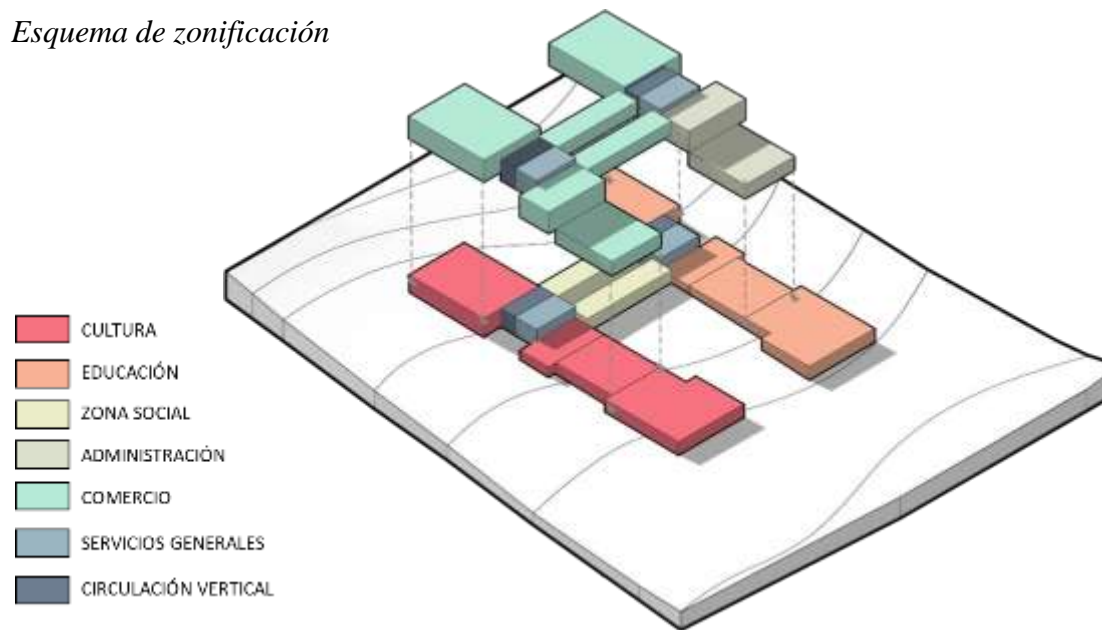 Esquema de zonificación
CULTURA
EDUCACIÓN
ZONA SOCIAL
ADMINISTRACIÓN
COMERCIO
SERVICIOS GENERALES
CIRCULACIÓN VERTICAL